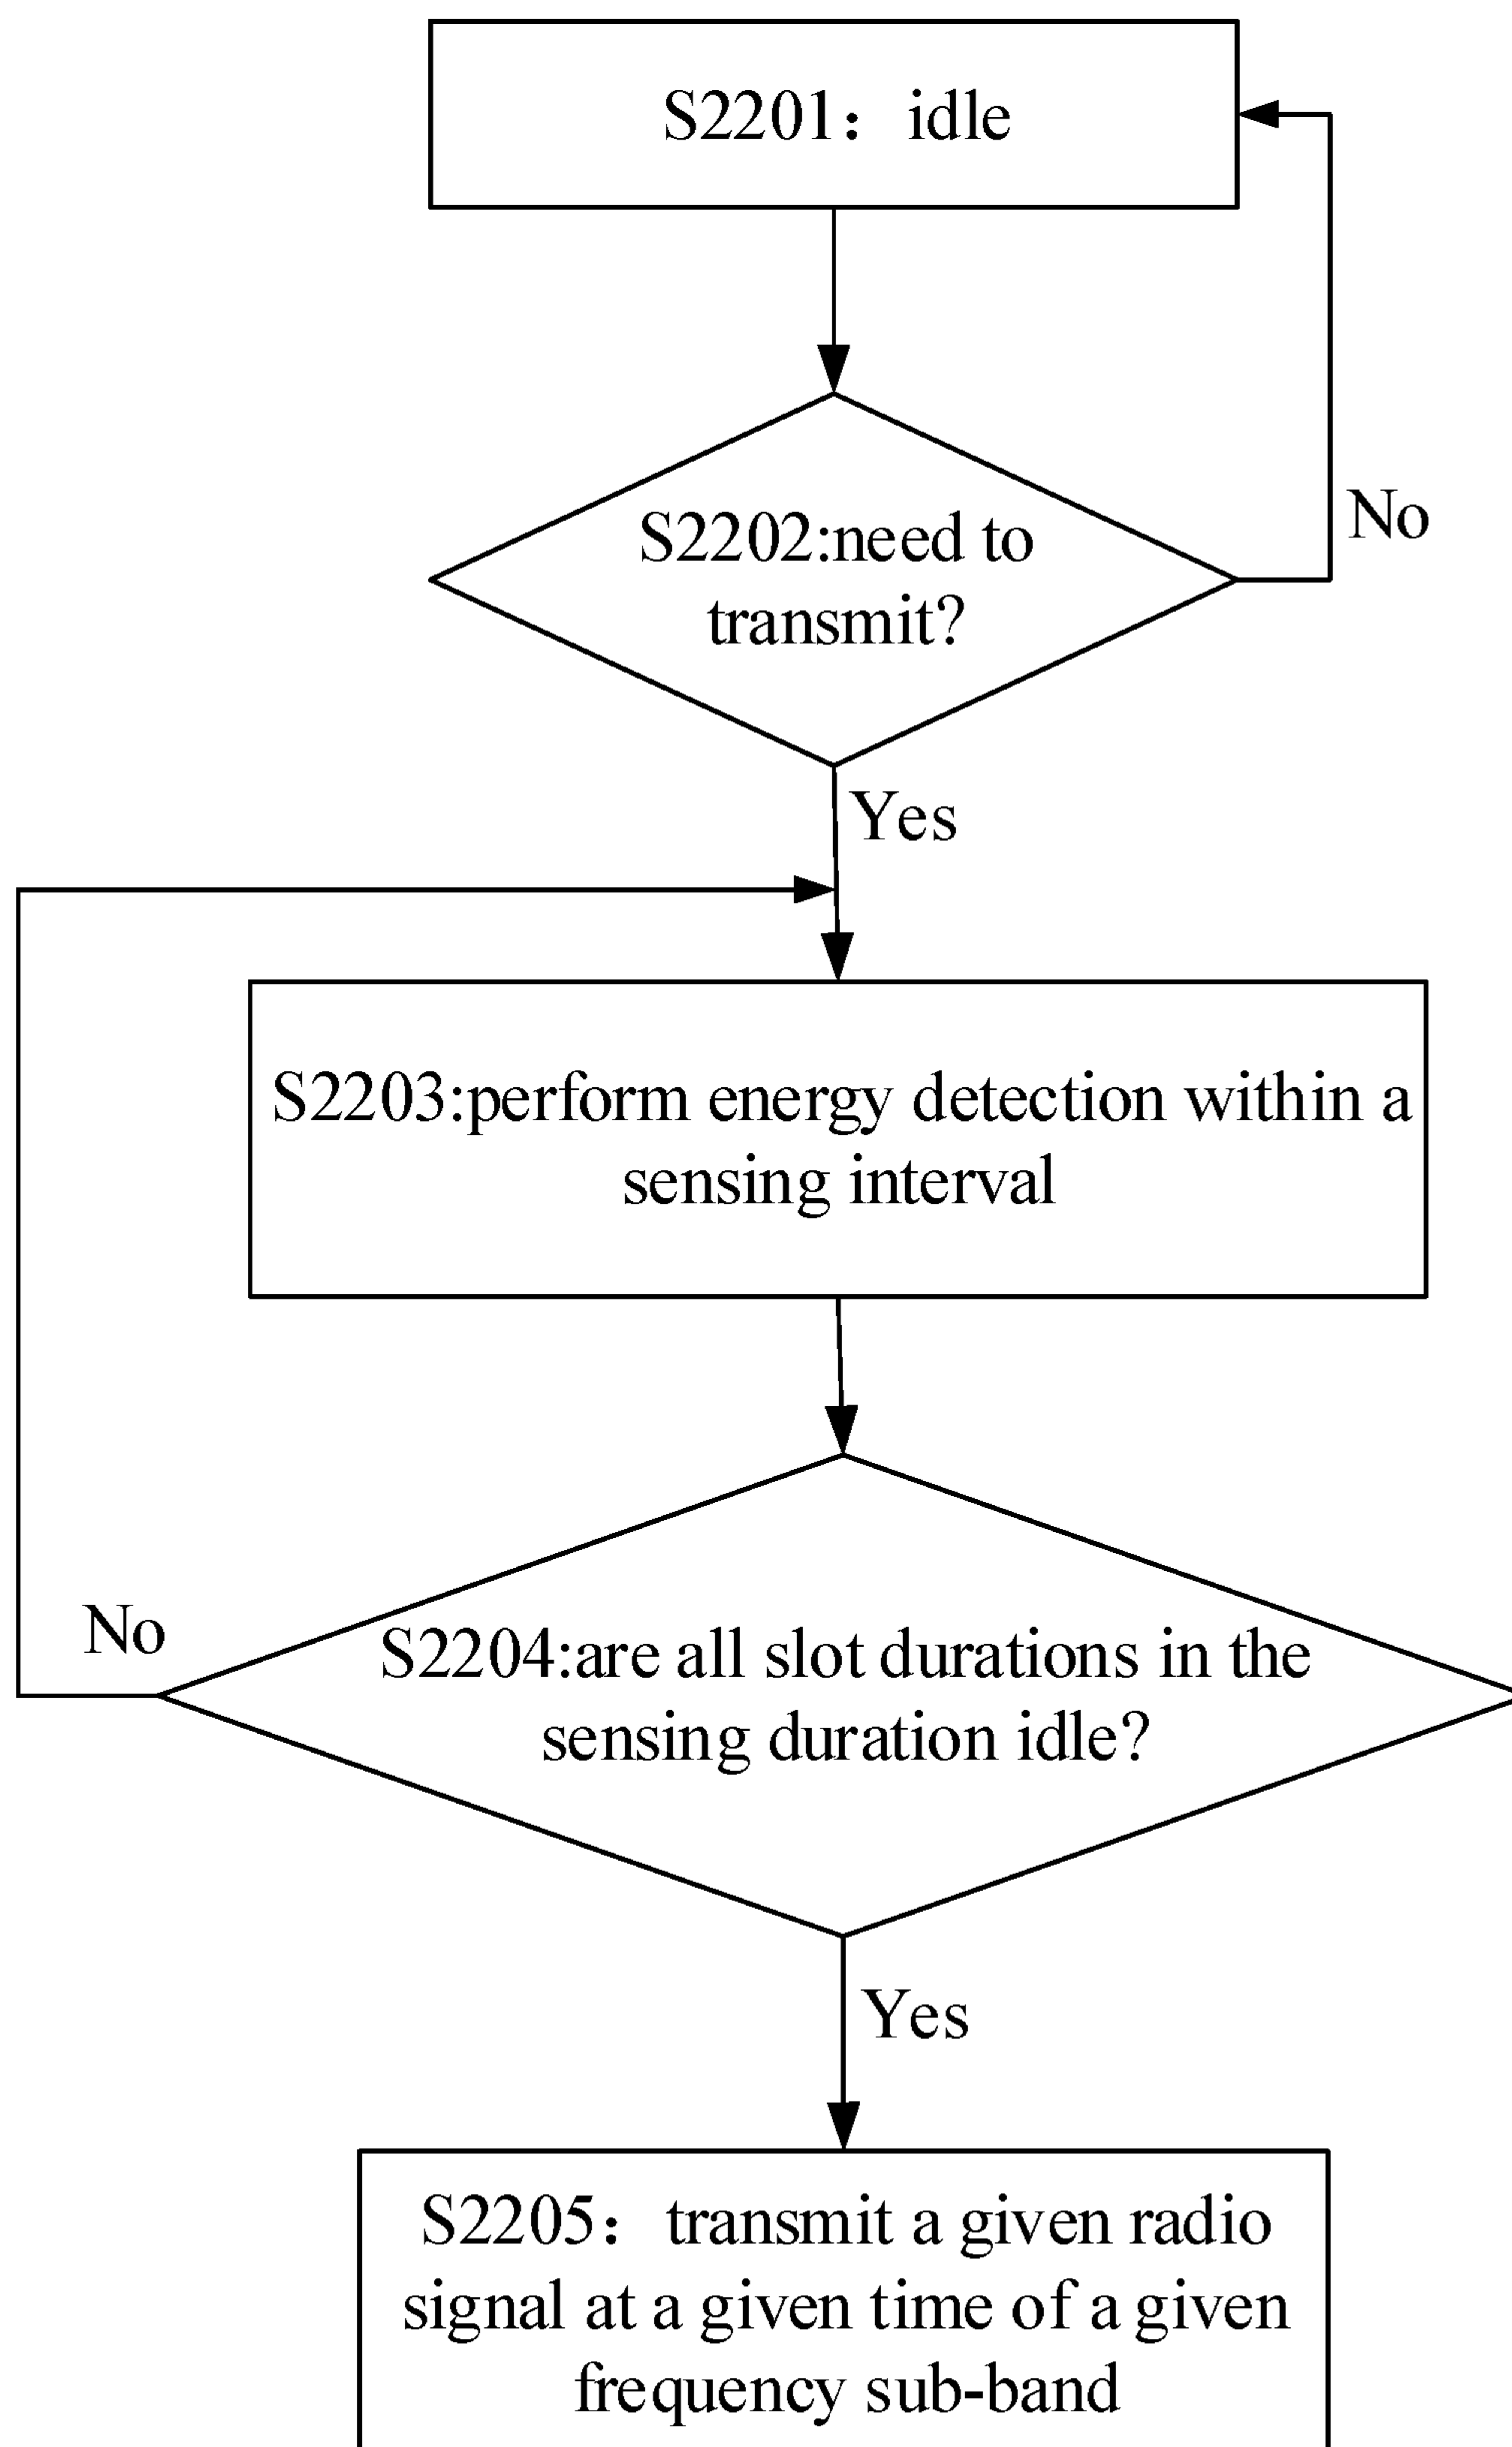 S2201：idle
S2202:need to
transmit?
No
Yes
S2203:perform energy detection within a
sensing interval
No
S2204:are all slot durations in the
sensing duration idle?
Yes
S2205：transmit a given radio
signal at a given time of a given
frequency sub-band